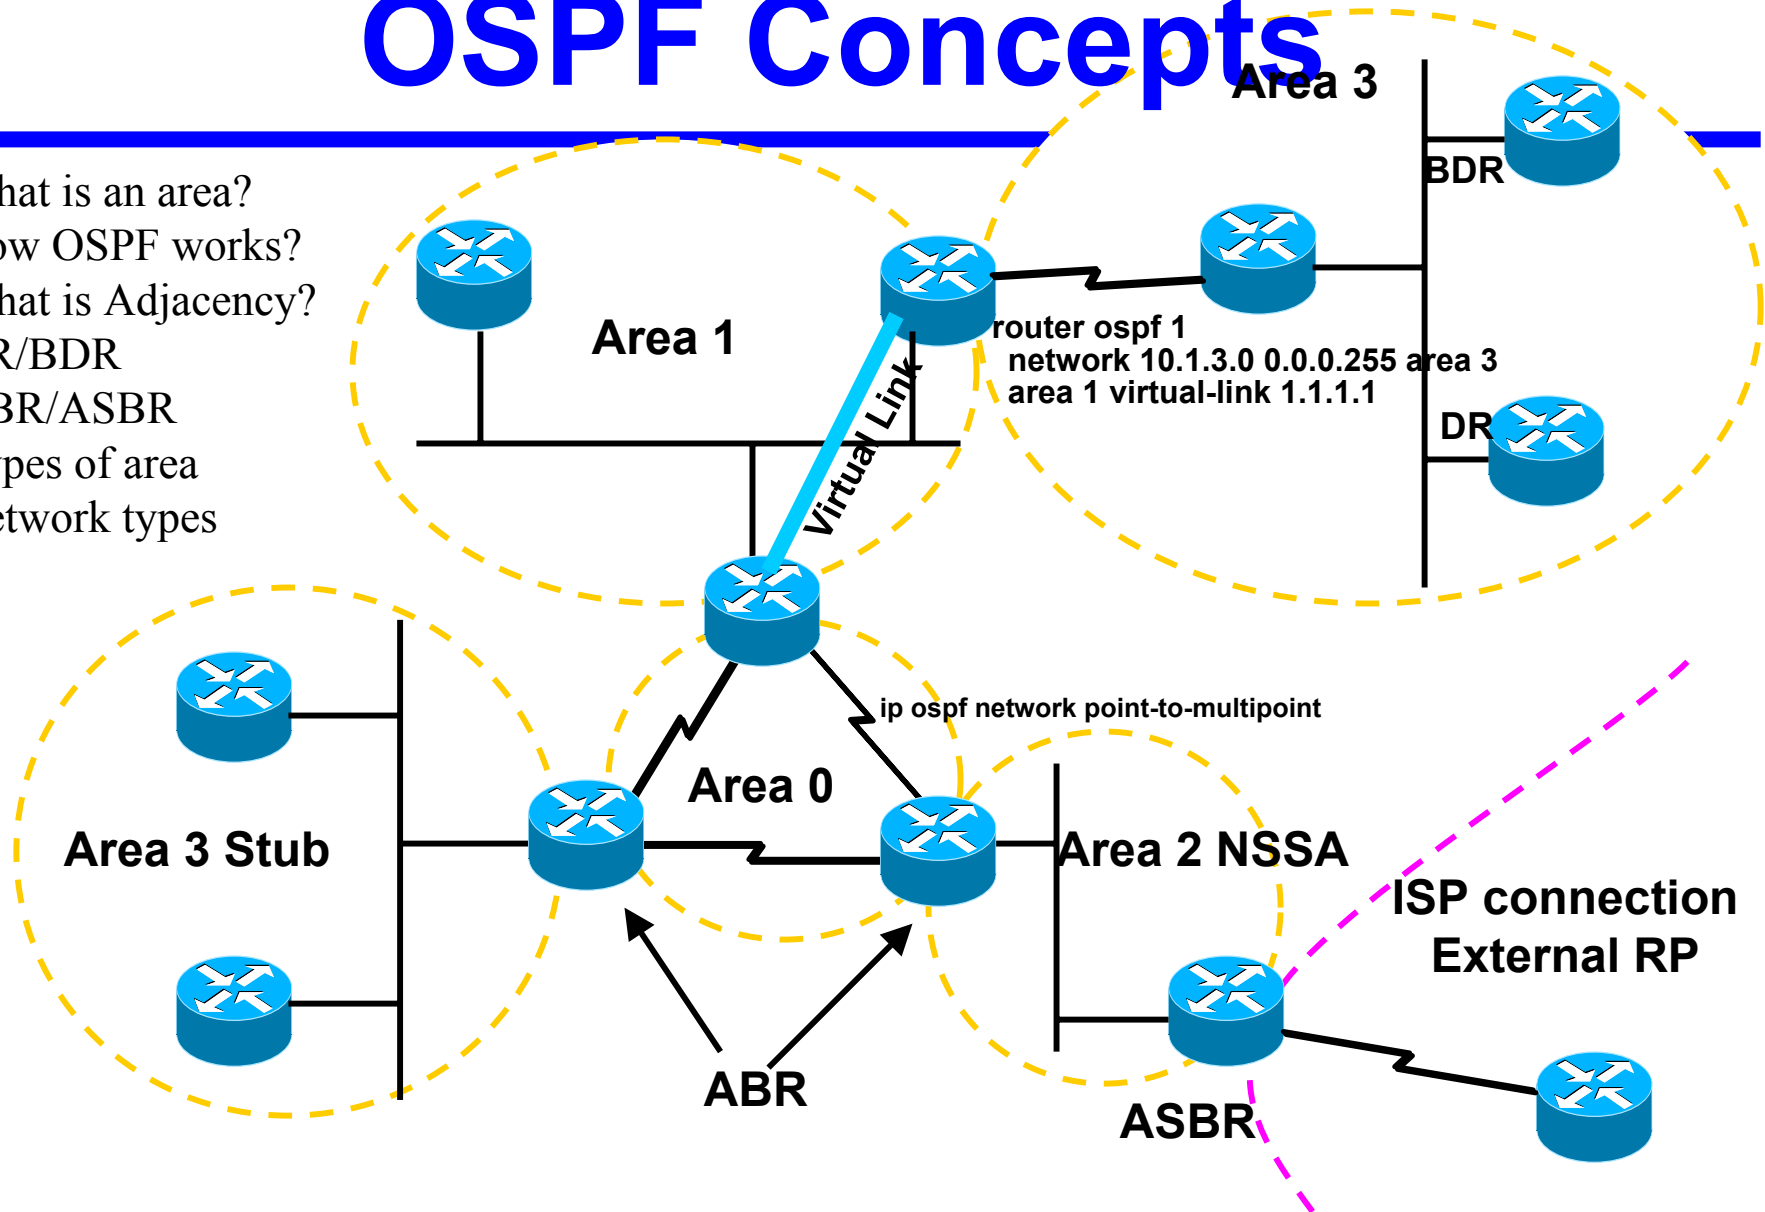 OSPF Concepts
Area 3
BDR
hat is an area?
ow OSPF works?
hat is Adjacency?
R/BDR
BR/ASBR
ypes of area
etwork types
Area 1
router ospf 1
network 10.1.3.0 0.0.0.255 area 3
area 1 virtual-link 1.1.1.1
DR
Virtual Link
ip ospf network point-to-multipoint
Area 0
Area 3 Stub
Area 2 NSSA
ISP connection
External RP
ABR
ASBR